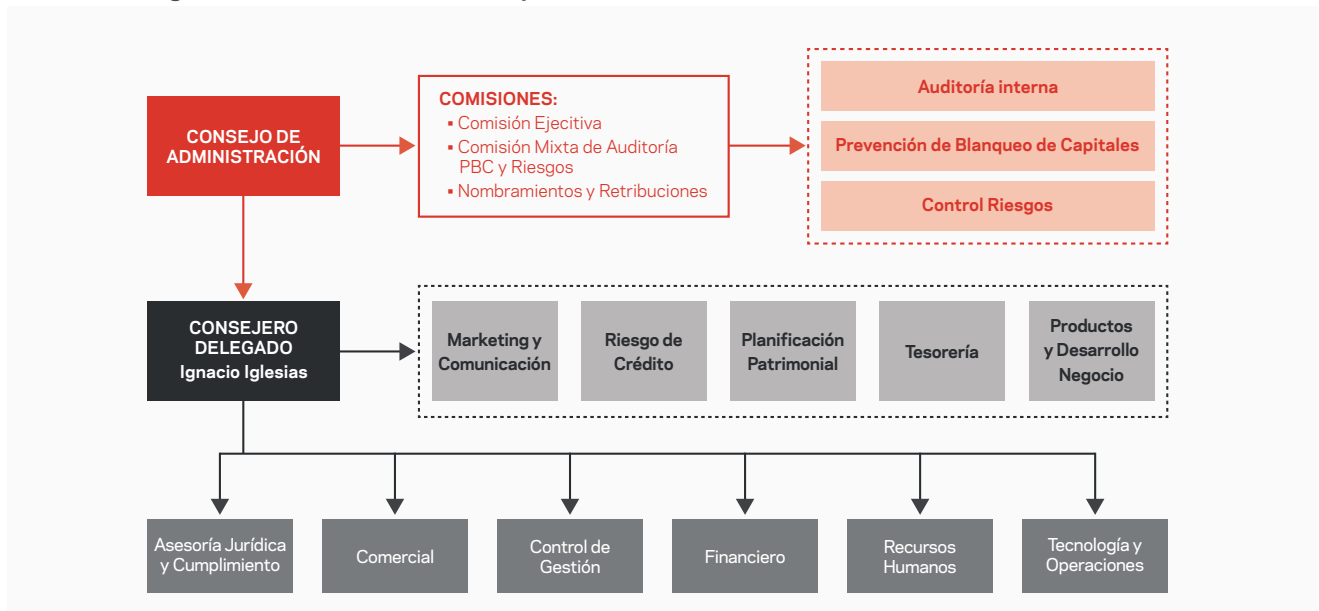 CONSEJO DE
ADMINISTRACIÓN
COMISIONES:
▪ Comisión Ejecitiva
▪ Comisión Mixta de Auditoría
PBC y Riesgos
▪ Nombramientos y Retribuciones
Auditoría interna
Prevención de Blanqueo de Capitales
Control Riesgos
CONSEJERO
DELEGADO
Ignacio Iglesias
Marketing y
Comunicación
Riesgo de
Crédito
Planificación
Patrimonial
Tesorería
Productos
y Desarrollo
Negocio
Asesoría Jurídica
y Cumplimiento
Comercial
Control de
Gestión
Financiero
Recursos
Humanos
Tecnología y
Operaciones